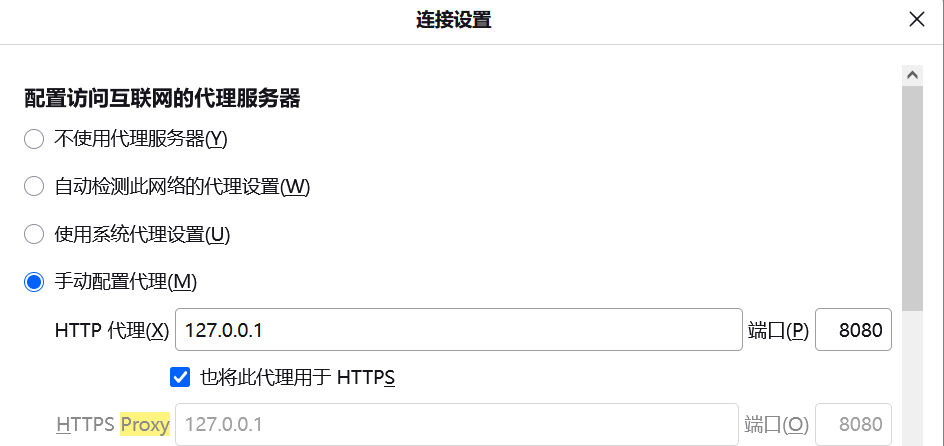 连接设置
配置访问互联网的代理服务器
不使用代理服务器(Y)
自动检测此网络的代理设置(W)
使用系统代理设置(U)
手动配置代理(M)
HTTP 代理(X) 127.0.0.1 端口(P) 8080
也将此代理用于 HTTPS
HTTPS Proxy 127.0.0.1 端口(O) 8080